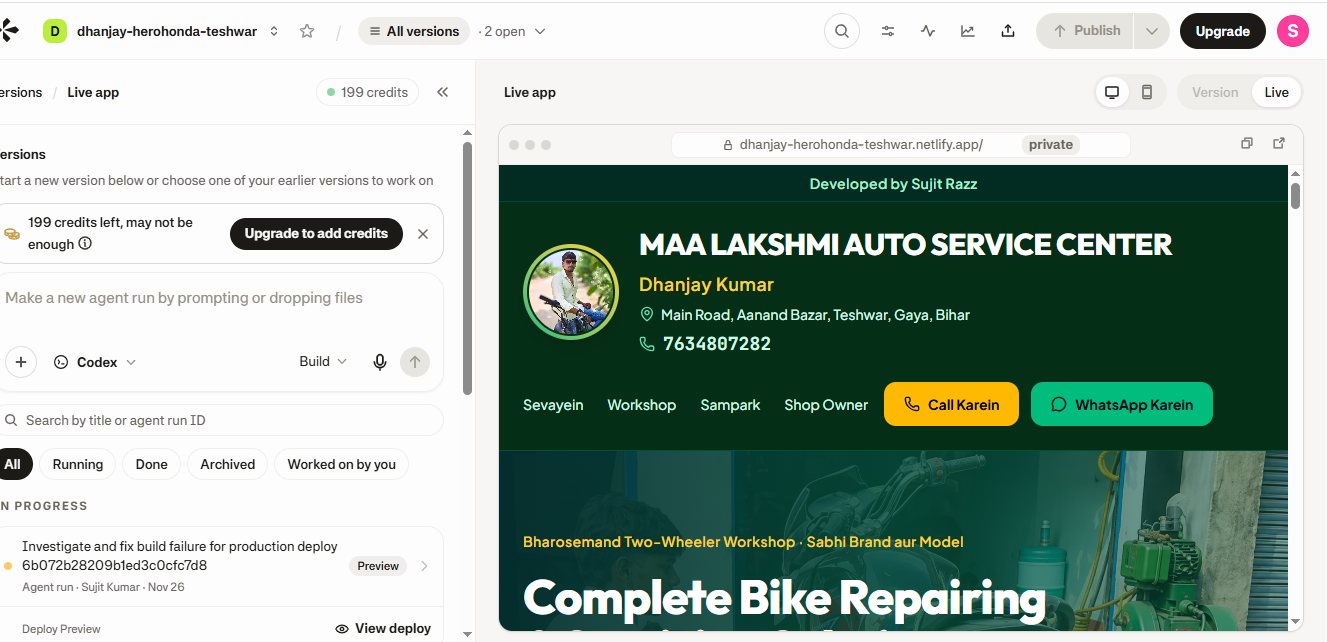 D dhanjay-herohonda-teshwar / All versions · 2 open Publish Upgrade S
ersions / Live app 199 credits
Live app Version Live
ersions
tart a new version below or choose one of your earlier versions to work on
199 credits left, may not be
enough
Upgrade to add credits
Make a new agent run by prompting or dropping files
Codex Build
Search by title or agent run ID
All Running Done Archived Worked on by you
N PROGRESS
Investigate and fix build failure for production deploy
6b072b28209b1ed3c0cfc7d8
Preview
Agent run · Sujit Kumar · Nov 26
Deploy Preview View deploy
dhanjay-herohonda-teshwar.netlify.app/ private
Developed by Sujit Razz
MAA LAKSHMI AUTO SERVICE CENTER
Dhanjay Kumar
Main Road, Aanand Bazar, Teshwar, Gaya, Bihar
7634807282
Sevayein Workshop Sampark Shop Owner Call Karein WhatsApp Karein
Bharosemand Two-Wheeler Workshop · Sabhi Brand aur Model
Complete Bike Repairing